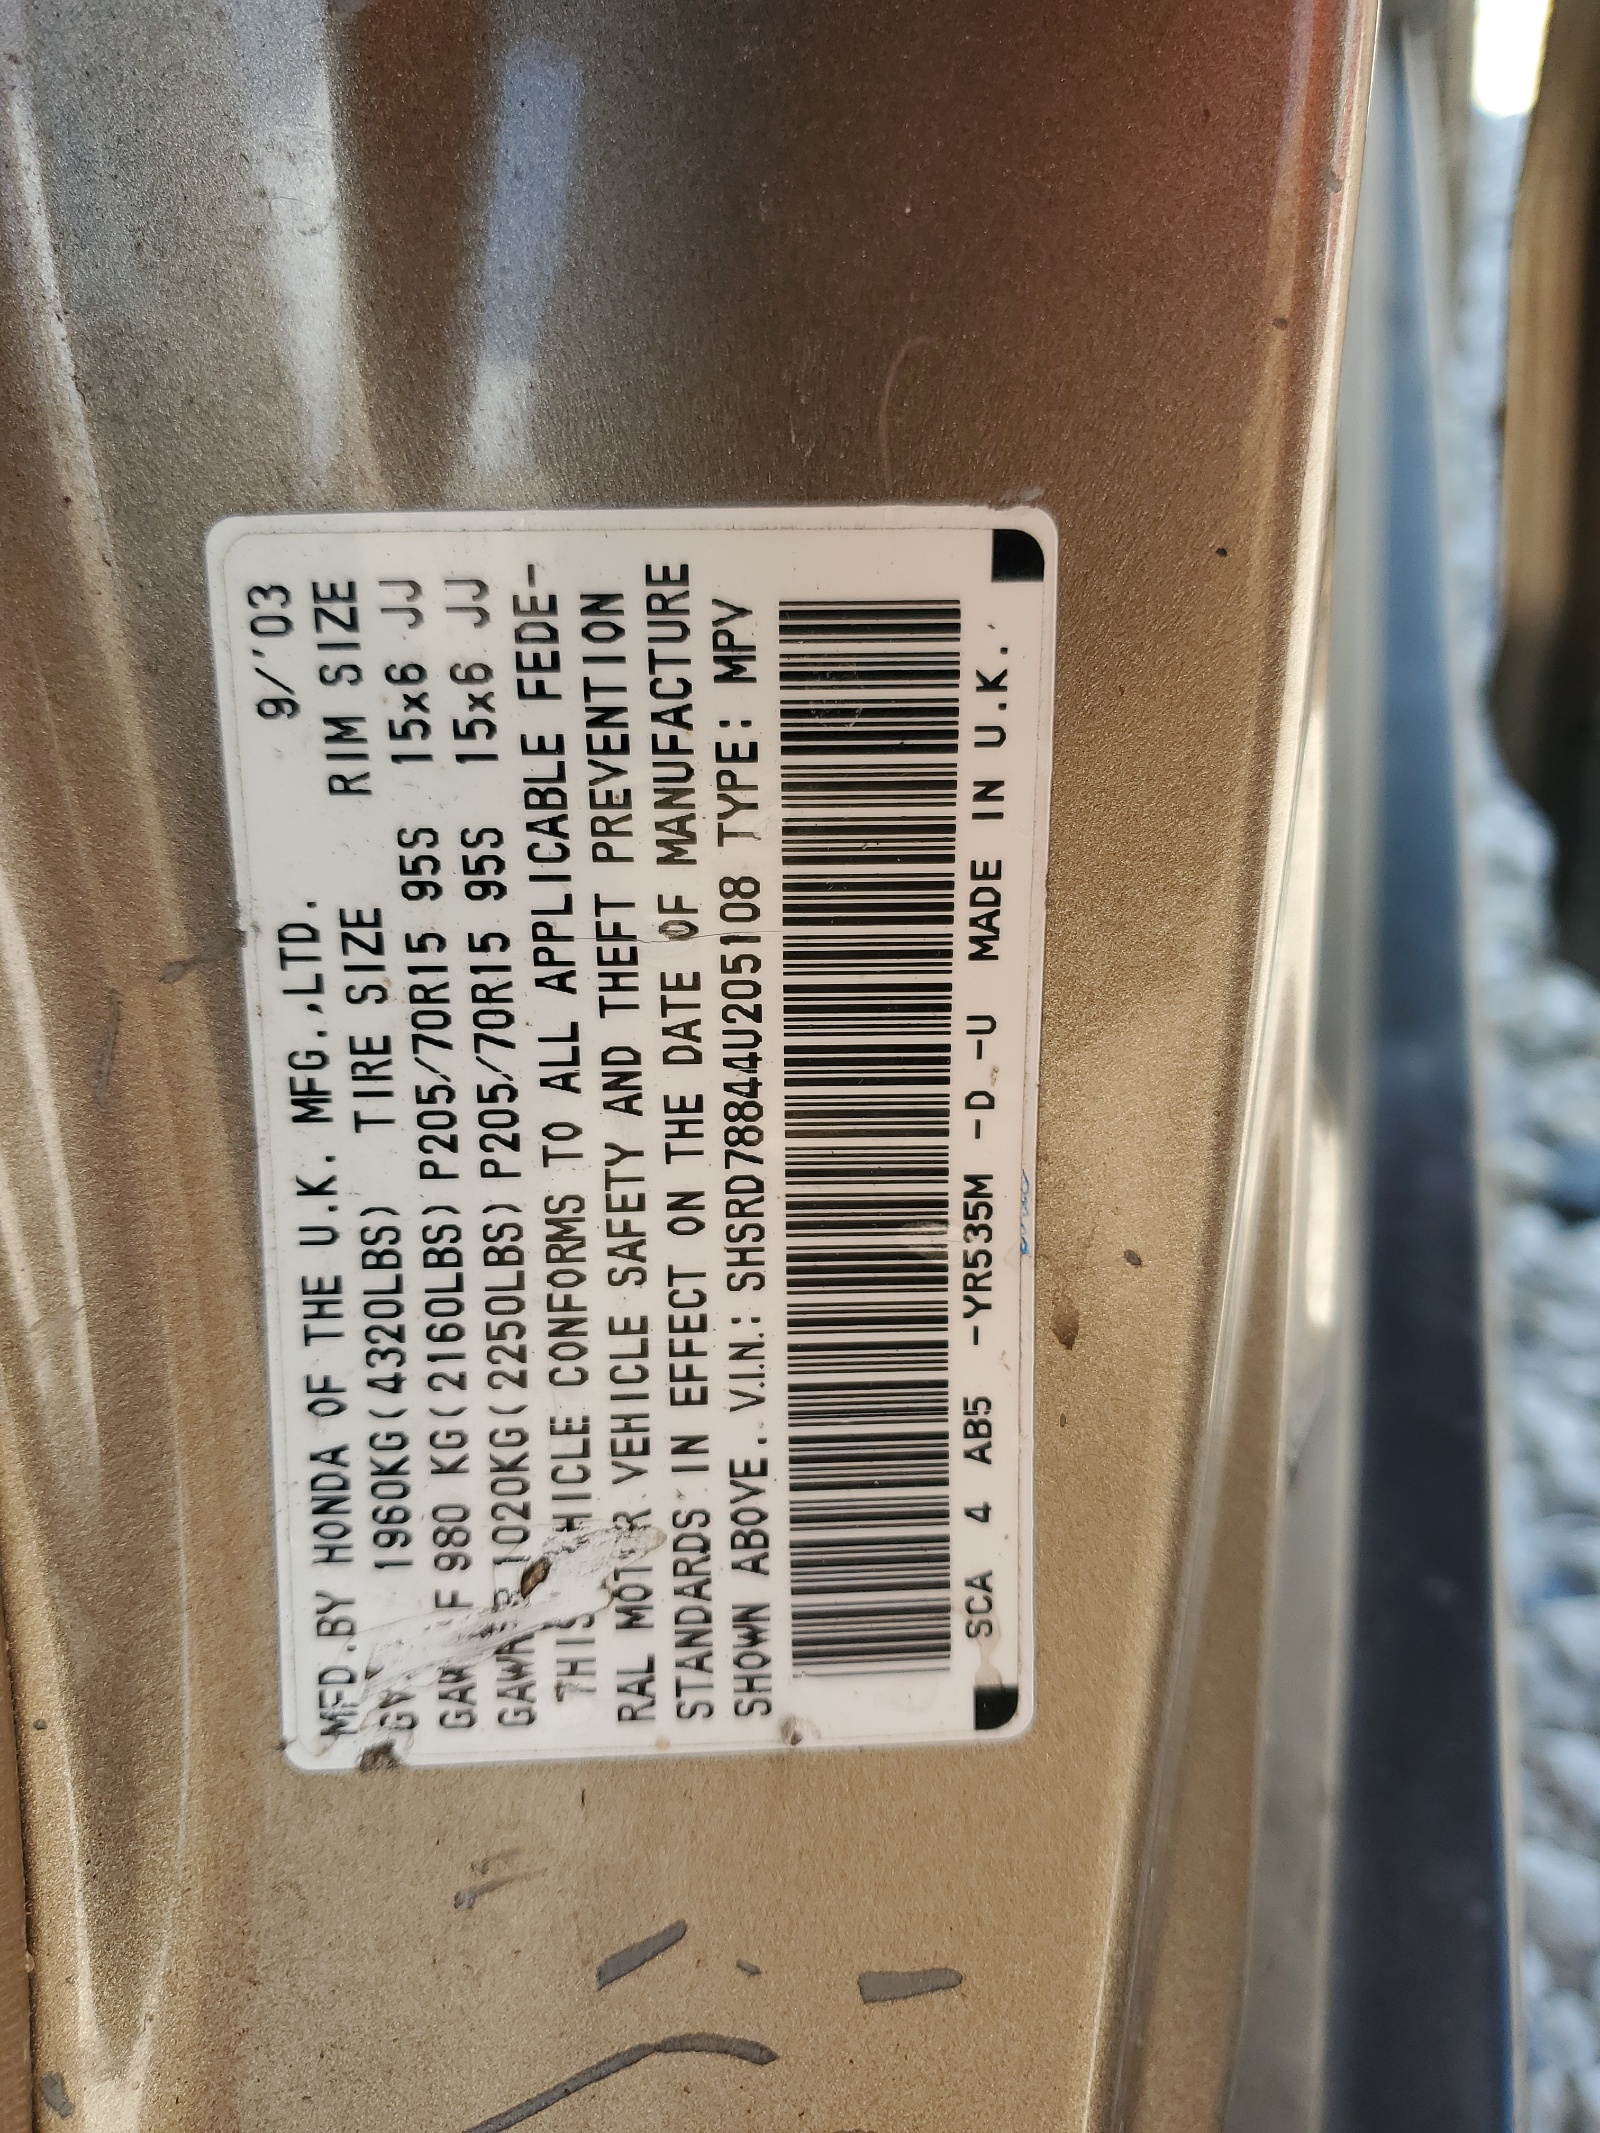 MFD.BY HONDA OF THE U.K. MFG.,LTD. 9/'03
1960KG(4320LBS) TIRE SIZE RIM SIZE
F 980 KG(2160LBS) P205/70R15 95S 15x6 JJ
1020KG(2250LBS) P205/70R15 95S 15x6 JJ
THIS HICLE CONFORMS TO ALL APPLICABLE FEDE-
RAL MOT R VEHICLE SAFETY AND THEFT PREVENTION
STANDARDS IN EFFECT ON THE DATE OF MANUFACTURE
SHOWN ABOVE. V.I.N.: SHSRD78844U205108 TYPE: MPV
SCA 4 AB5 -YR535M -D -U MADE IN U.K.